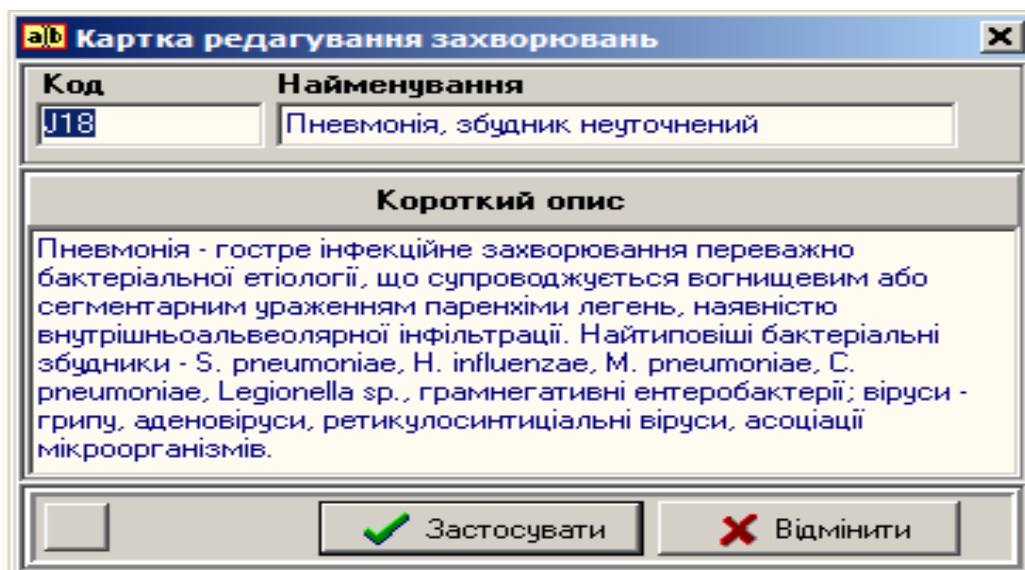 a|b Картка редагування захворювань
Код Найменування
J18 Пневмонія, збудник неуточнений
Короткий опис
Пневмонія - гостре інфекційне захворювання переважно
бактеріальної етіології, що супроводжується вогнищевим або
сегментарним ураженням паренхіми легень, наявністю
внутрішньоальвеолярної інфільтрації. Найтиповіші бактеріальні
збудники - S. pneumoniae, H. influenzae, M. pneumoniae, C.
pneumoniae, Legionella sp., грамнегативні ентеробактерії; віруси -
грипу, аденовіруси, ретикулосинтиціальні віруси, асоціації
мікроорганізмів.
Застосувати Відмінити